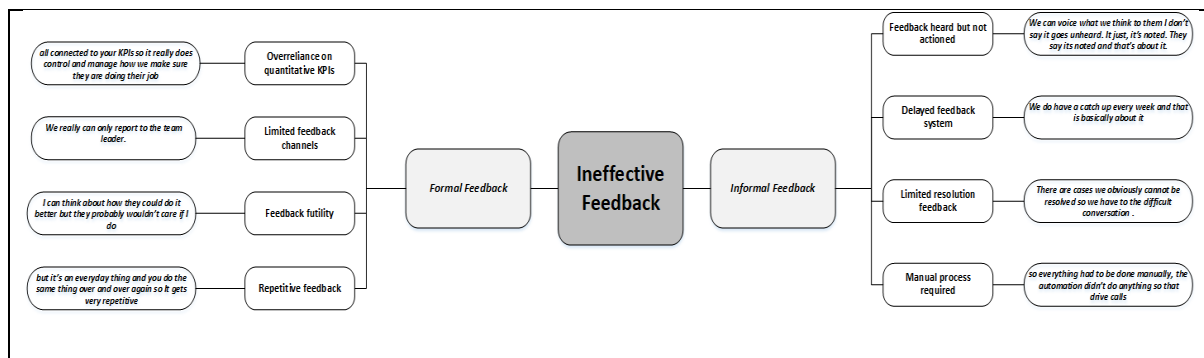 all connected to your KPIs so it really does
control and manage how we make sure
they are doing their job
Overreliance on
quantitative KPIs
We really can only report to the team
leader.
Limited feedback
channels
I can think about how they could do it
better but they probably wouldn't care if I
do
Feedback futility
but it's an everyday thing and you do the
same thing over and over again so It gets
very repetitive
Repetitive feedback
Formal Feedback
Ineffective
Feedback
Informal Feedback
Feedback heard but not
actioned
We can voice what we think to them I don't
say it goes unheard. It just, it's noted. They
say its noted and that's about it.
Delayed feedback
system
We do have a catch up every week and that
is basically about it
Limited resolution
feedback
There are cases we obviously cannot be
resolved so we have to the difficult
conversation .
Manual process
required
so everything had to be done manually, the
automation didn't do anything so that
drive calls